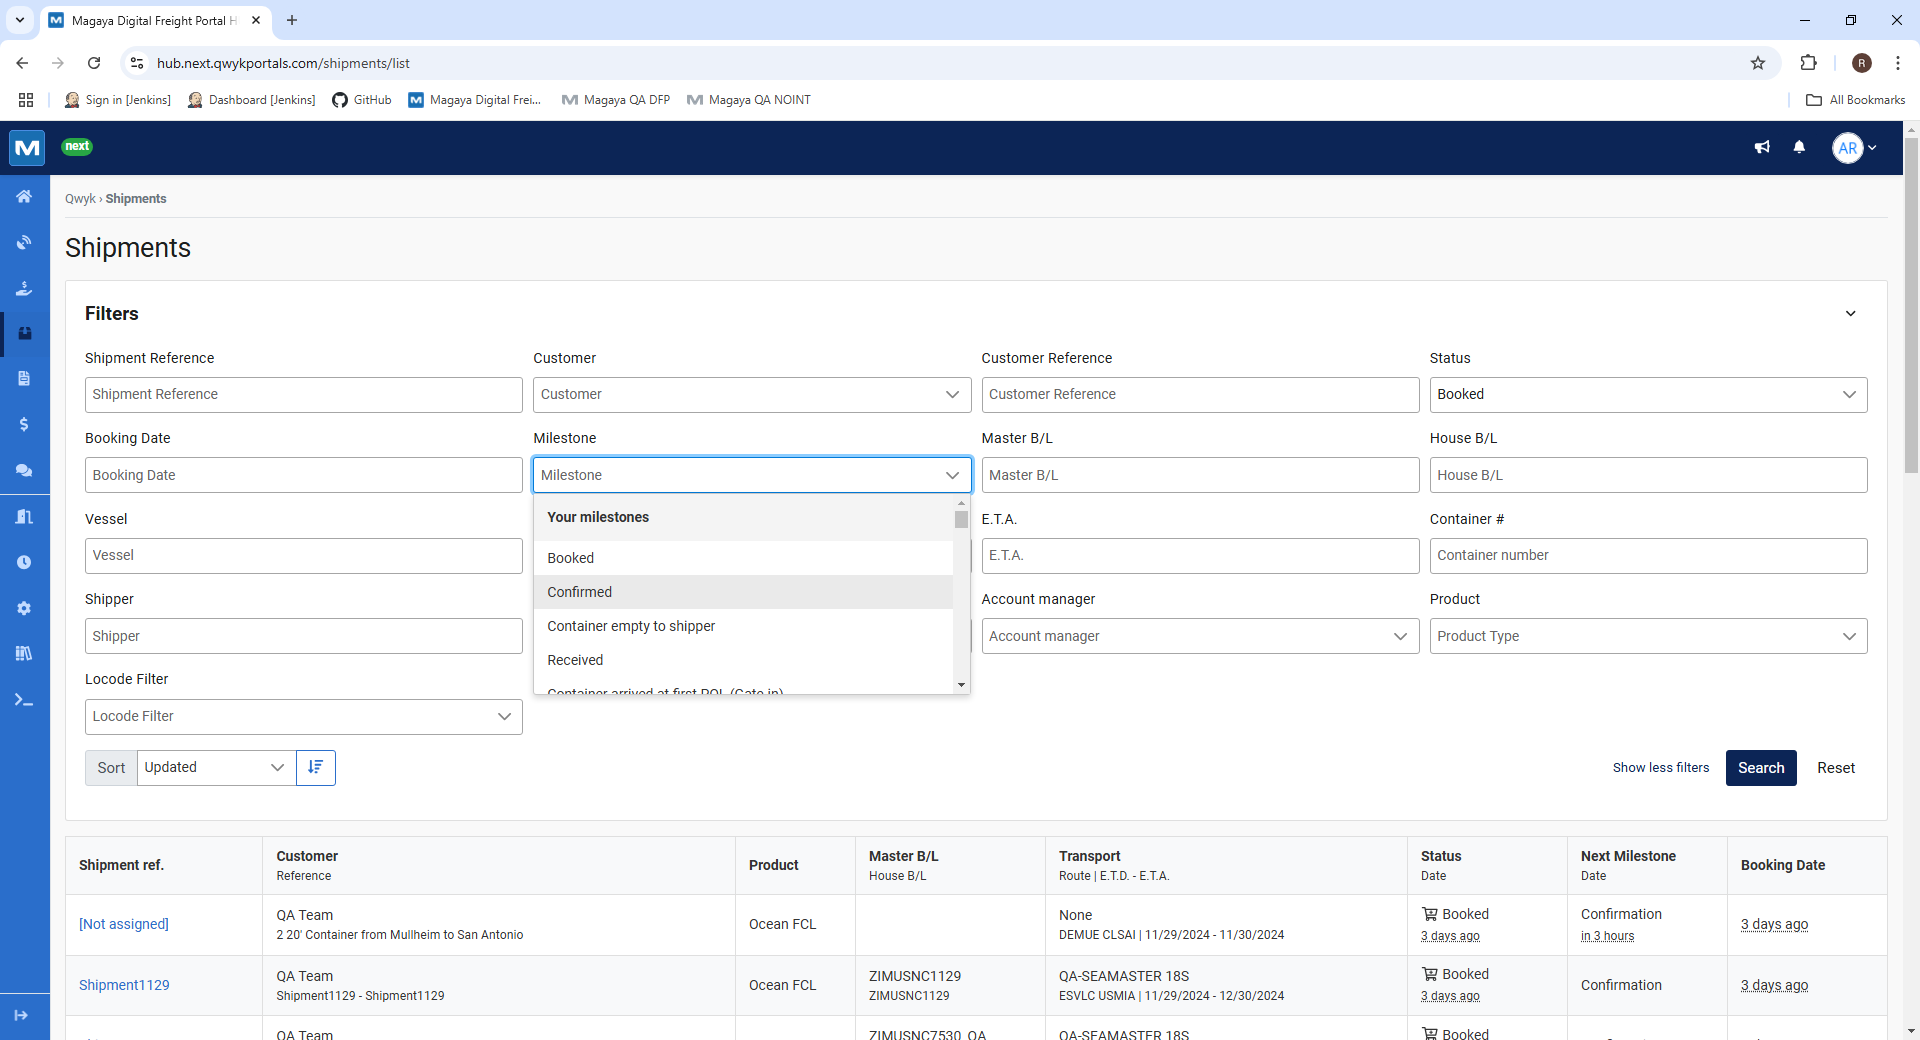 Magaya Digital Freight Portal H
hub.next.qwykportals.com/shipments/list
R
Sign in [Jenkins]
Dashboard [Jenkins]
GitHub
Magaya Digital Frei...
Magaya QA DFP
Magaya QA NOINT
All Bookmarks
next
AR
Qwyk › Shipments
Shipments
Filters
Shipment Reference
Customer
Customer Reference
Status
Shipment Reference
Customer
Customer Reference
Booked
Booking Date
Milestone
Master B/L
House B/L
Booking Date
Milestone
Master B/L
House B/L
Your milestones
Booked
Confirmed
Container empty to shipper
Received
Container arrived at first POL (Gate in)
Vessel
E.T.A.
Container #
Vessel
E.T.A.
Container number
Shipper
Account manager
Product
Shipper
Account manager
Product Type
Locode Filter
Locode Filter
Sort
Updated
Show less filters
Search
Reset
Shipment ref.
Customer
Reference
Product
Master B/L
House B/L
Transport
Route | E.T.D. - E.T.A.
Status
Date
Next Milestone
Date
Booking Date
[Not assigned]
QA Team
2 20' Container from Mullheim to San Antonio
Ocean FCL
None
DEMUE CLSAI | 11/29/2024 - 11/30/2024
Booked
3 days ago
Confirmation
in 3 hours
3 days ago
Shipment1129
QA Team
Shipment1129 - Shipment1129
Ocean FCL
ZIMUSNC1129
ZIMUSNC1129
QA-SEAMASTER 18S
ESVLC USMIA | 11/29/2024 - 12/30/2024
Booked
3 days ago
Confirmation
3 days ago
QA Team
ZIMUSNC7530_QA
QA-SEAMASTER 18S
Booked